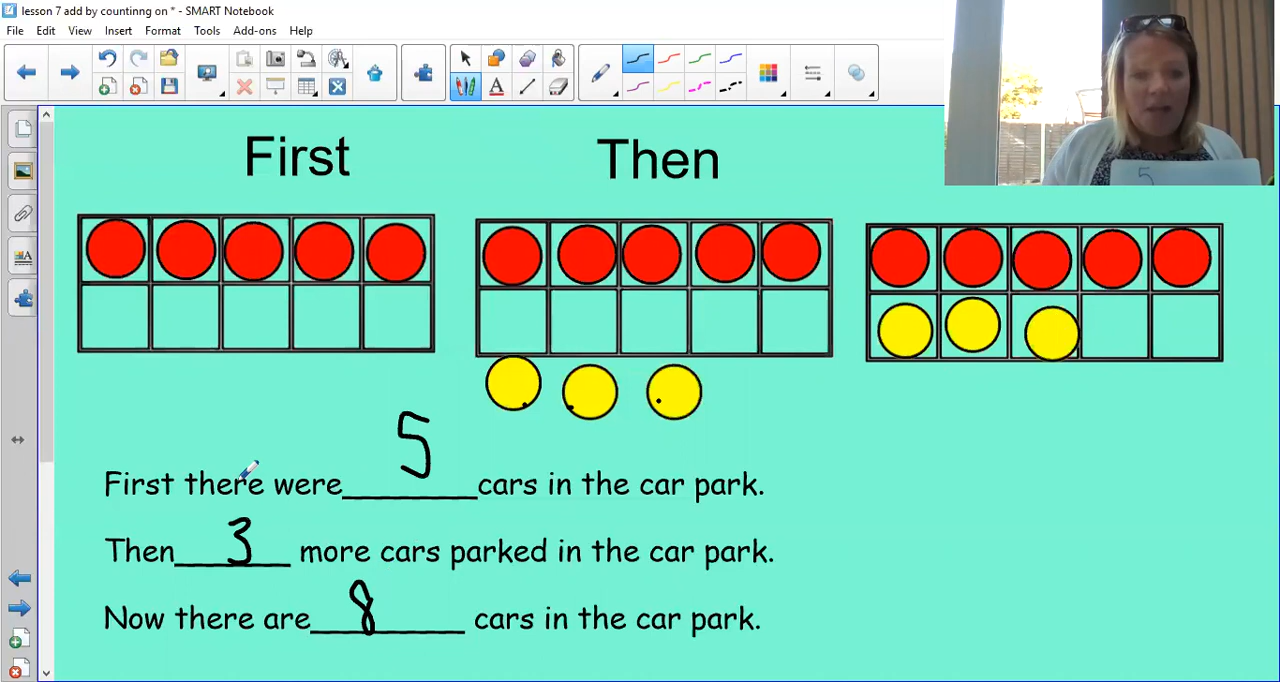 lesson 7 add by countinng on * - SMART Notebook
File Edit View Insert Format Tools Add-ons Help
First Then
5
First there were 5 cars in the car park.
Then 3 more cars parked in the car park.
Now there are 8 cars in the car park.